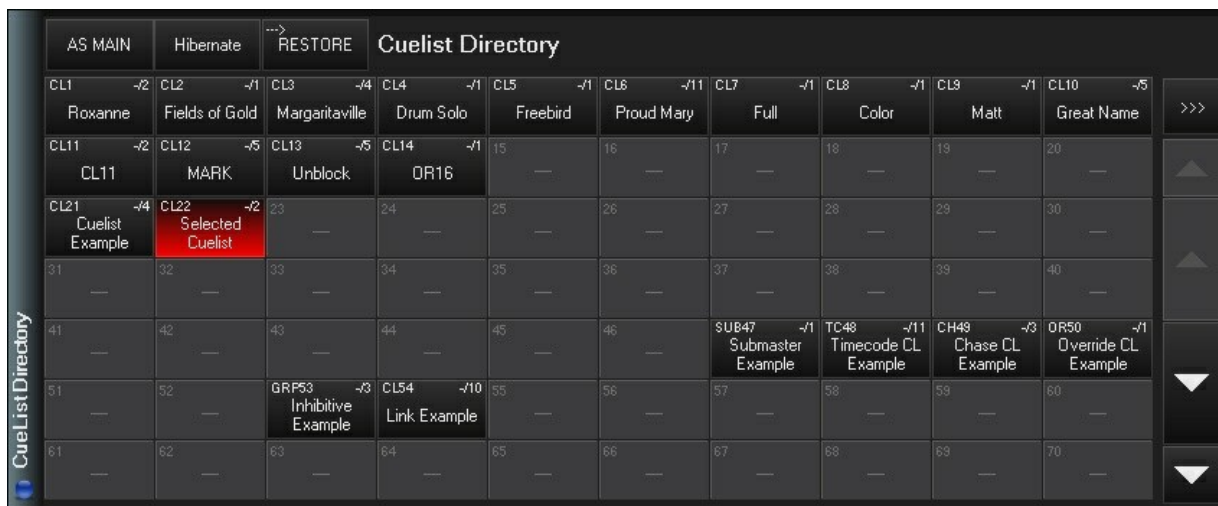 AS MAIN Hibernate ---> RESTORE Cuelist Directory
CL1 -/2 CL2 -/1 CL3 -/4 CL4 -/1 CL5 -/1 CL6 -/11 CL7 -/1 CL8 -/1 CL9 -/1 CL10 -/5
Roxanne Fields of Gold Margaritaville Drum Solo Freebird Proud Mary Full Color Matt Great Name >>>
CL11 -/2 CL12 -/5 CL13 -/5 CL14 -/1 15 16 17 18 19 20
CL11 MARK Unblock OR16 — — — — — —
CL21 -/4 CL22 -/2 23 24 25 26 27 28 29 30
Cuelist Selected — — — — — — — —
Example Cuelist
31 32 33 34 35 36 37 38 39 40
— — — — — — — — — —
41 42 43 44 45 46 SUB47 -/1 TC48 -/11 CH49 -/3 OR50 -/1
— — — — — — Submaster Timecode CL Chase CL Override CL
Example Example Example Example
51 52 GRP53 -/3 CL54 -/10 55 56 57 58 59 60
— — Inhibitive Link Example — — — — — —
Example
61 62 63 64 65 66 67 68 69 70
— — — — — — — — — —
CueList Directory